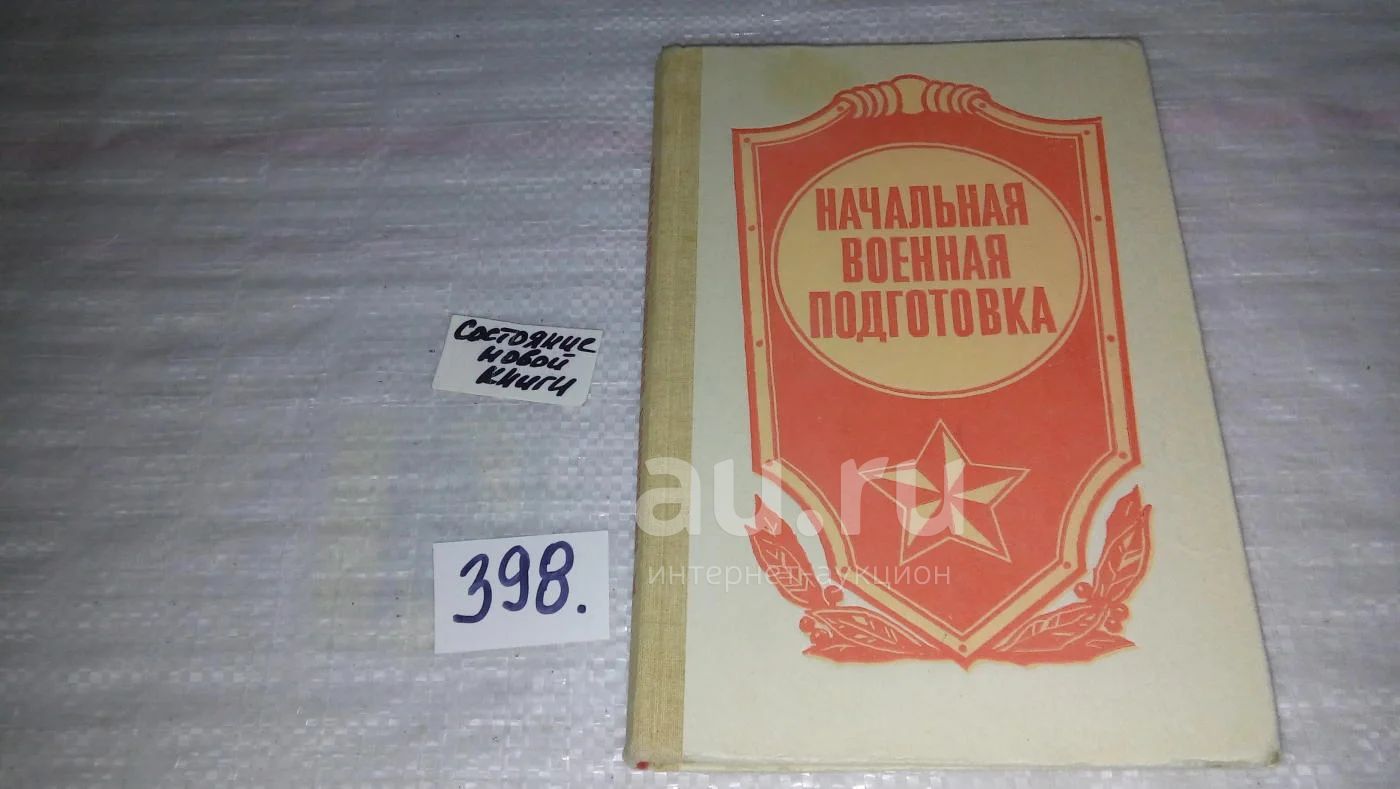 НАЧАЛЬНАЯ
ВОЕННАЯ
ПОДГОТОВКА
Состояние
новой
книги
398.
au.ru
интернет-аукцион